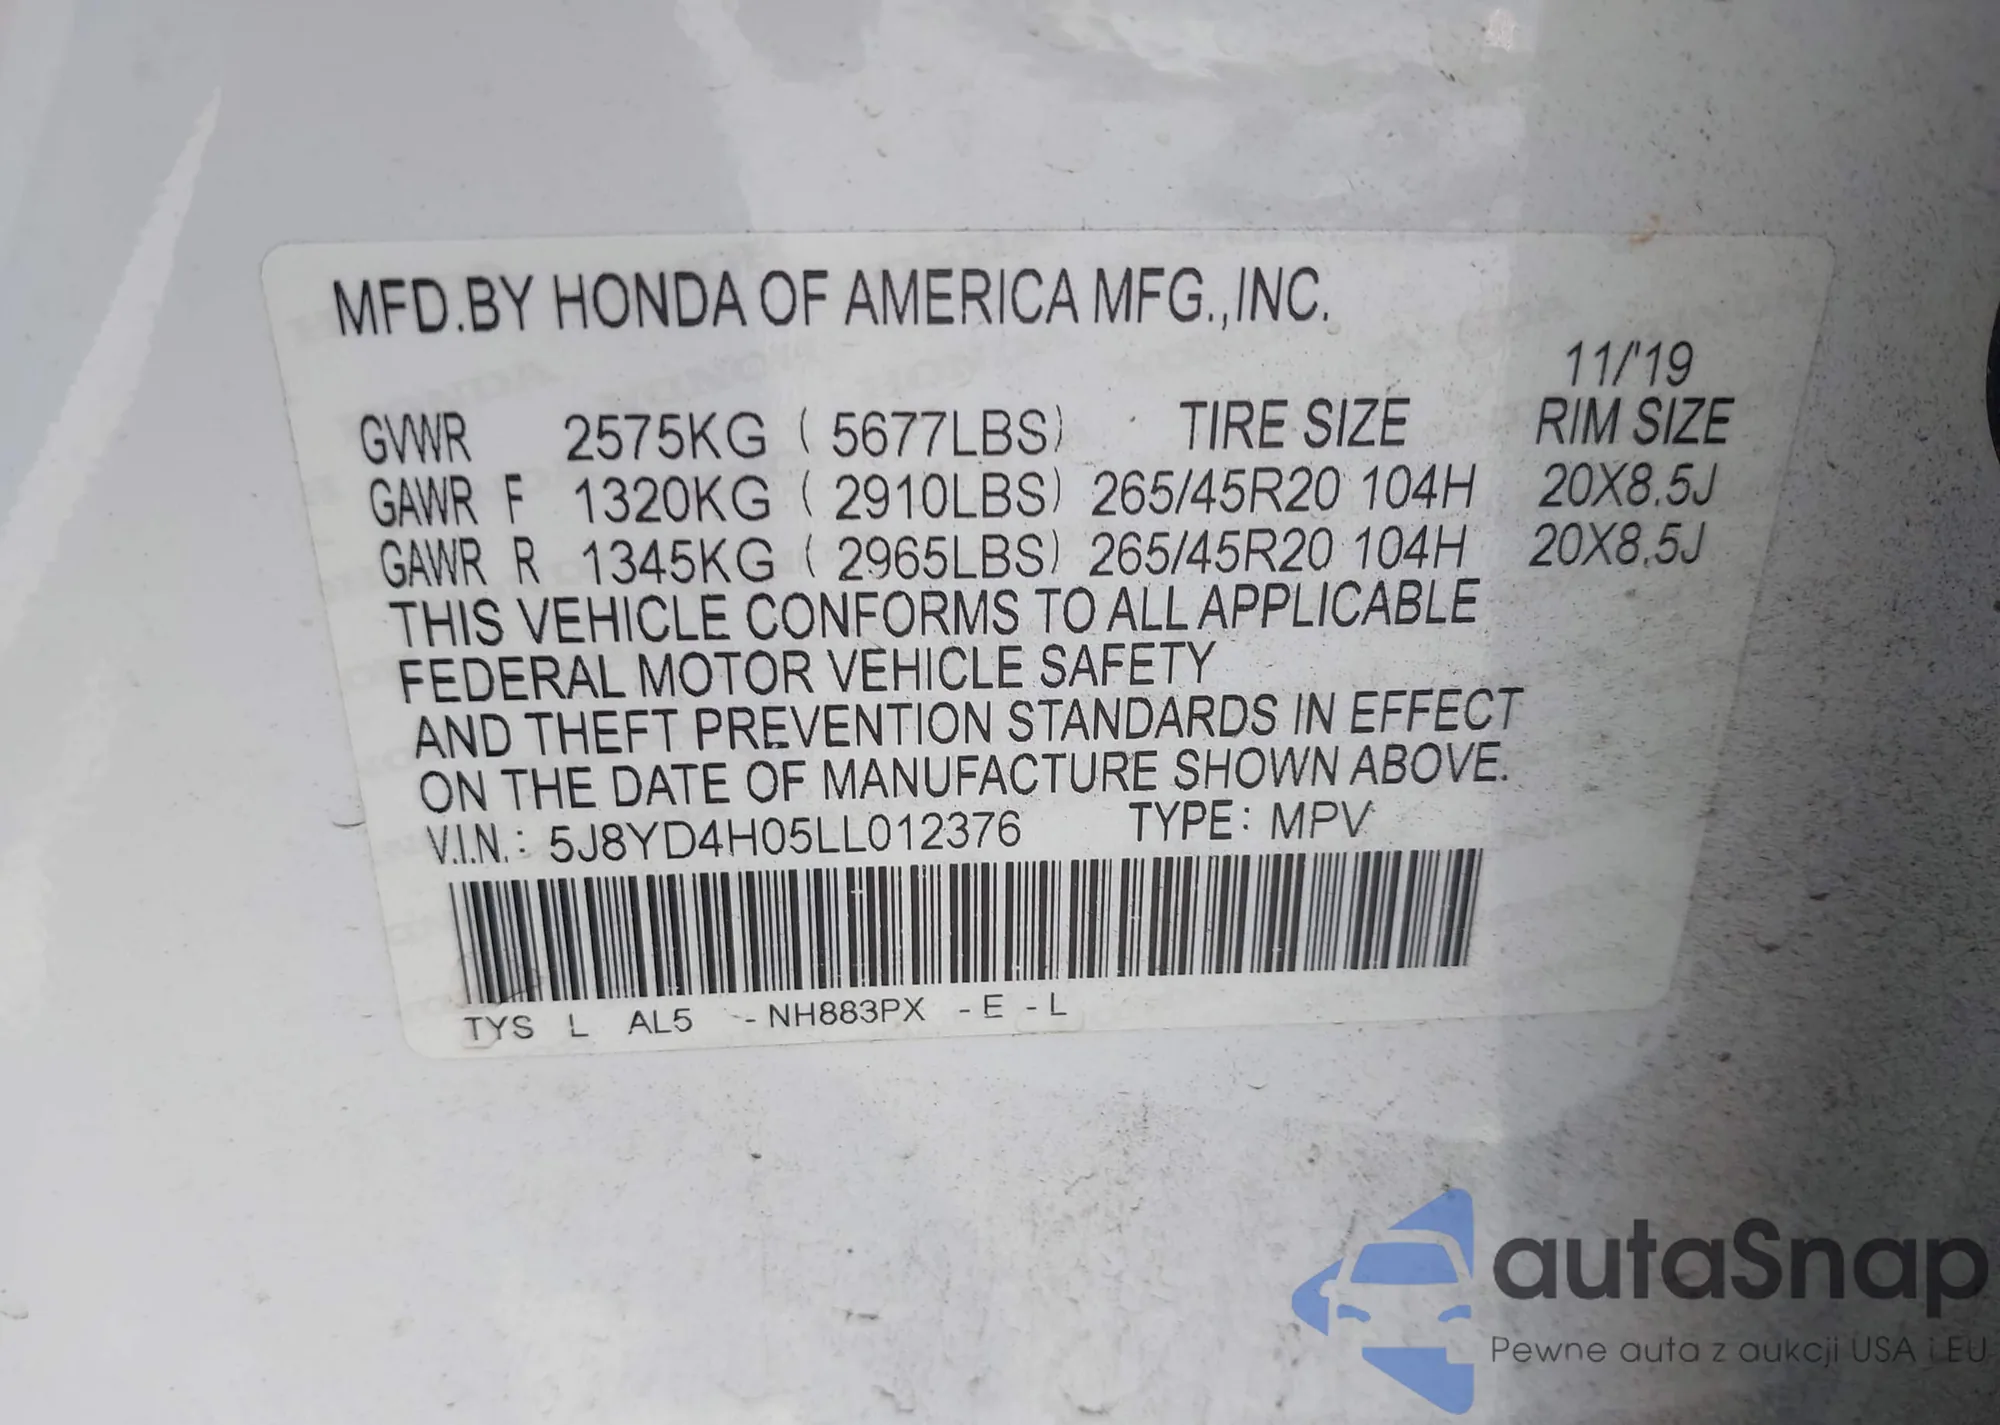 MFD.BY HONDA OF AMERICA MFG.,INC.
11/'19
GVWR 2575KG ( 5677LBS) TIRE SIZE RIM SIZE
GAWR F 1320KG ( 2910LBS) 265/45R20 104H 20X8.5J
GAWR R 1345KG ( 2965LBS) 265/45R20 104H 20X8.5J
THIS VEHICLE CONFORMS TO ALL APPLICABLE
FEDERAL MOTOR VEHICLE SAFETY
AND THEFT PREVENTION STANDARDS IN EFFECT
ON THE DATE OF MANUFACTURE SHOWN ABOVE.
V.I.N.: 5J8YD4H05LL012376 TYPE: MPV
TYS L AL5 - NH883PX - E - L
autaSnap
Pewne auta z aukcji USA i EU